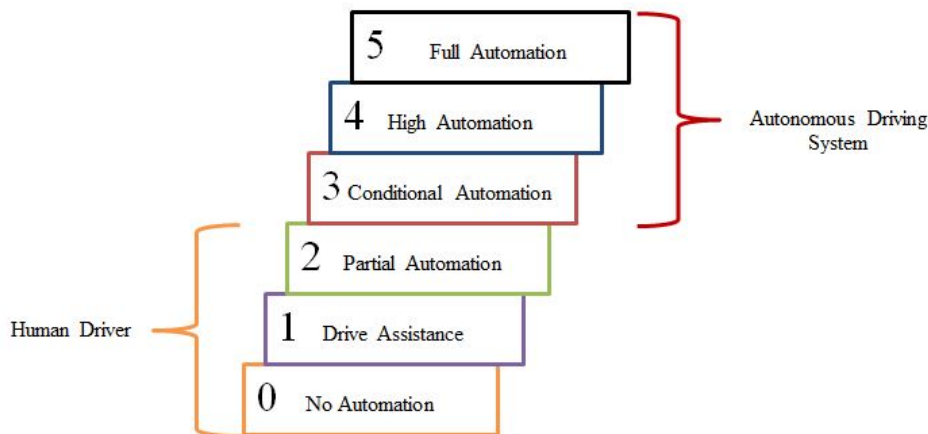 5 Full Automation
4 High Automation
Autonomous Driving
System
3 Conditional Automation
2 Partial Automation
Human Driver
1 Drive Assistance
0 No Automation